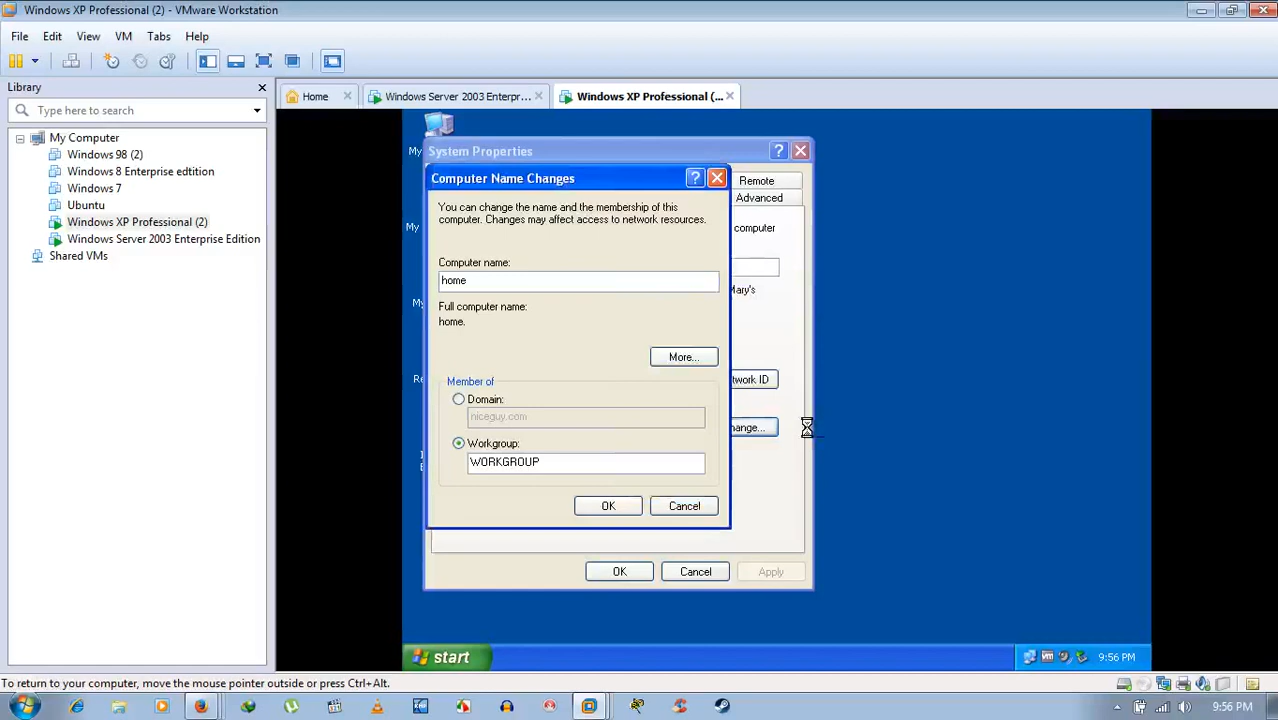 Windows XP Professional (2) - VMware Workstation
File Edit View VM Tabs Help
Library
Type here to search
My Computer
Windows 98 (2)
Windows 8 Enterprise edtition
Windows 7
Ubuntu
Windows XP Professional (2)
Windows Server 2003 Enterprise Edition
Shared VMs
Home
Windows Server 2003 Enterpr...
Windows XP Professional (...
My
System Properties
Remote
Advanced
computer
Mary's
twork ID
hange...
Computer Name Changes
You can change the name and the membership of this
computer. Changes may affect access to network resources.
Computer name:
home
Full computer name:
home.
More...
Member of
Domain:
niceguy.com
Workgroup:
WORKGROUP
OK Cancel
OK Cancel Apply
My
My
Re
start
9:56 PM
To return to your computer, move the mouse pointer outside or press Ctrl+Alt.
9:56 PM